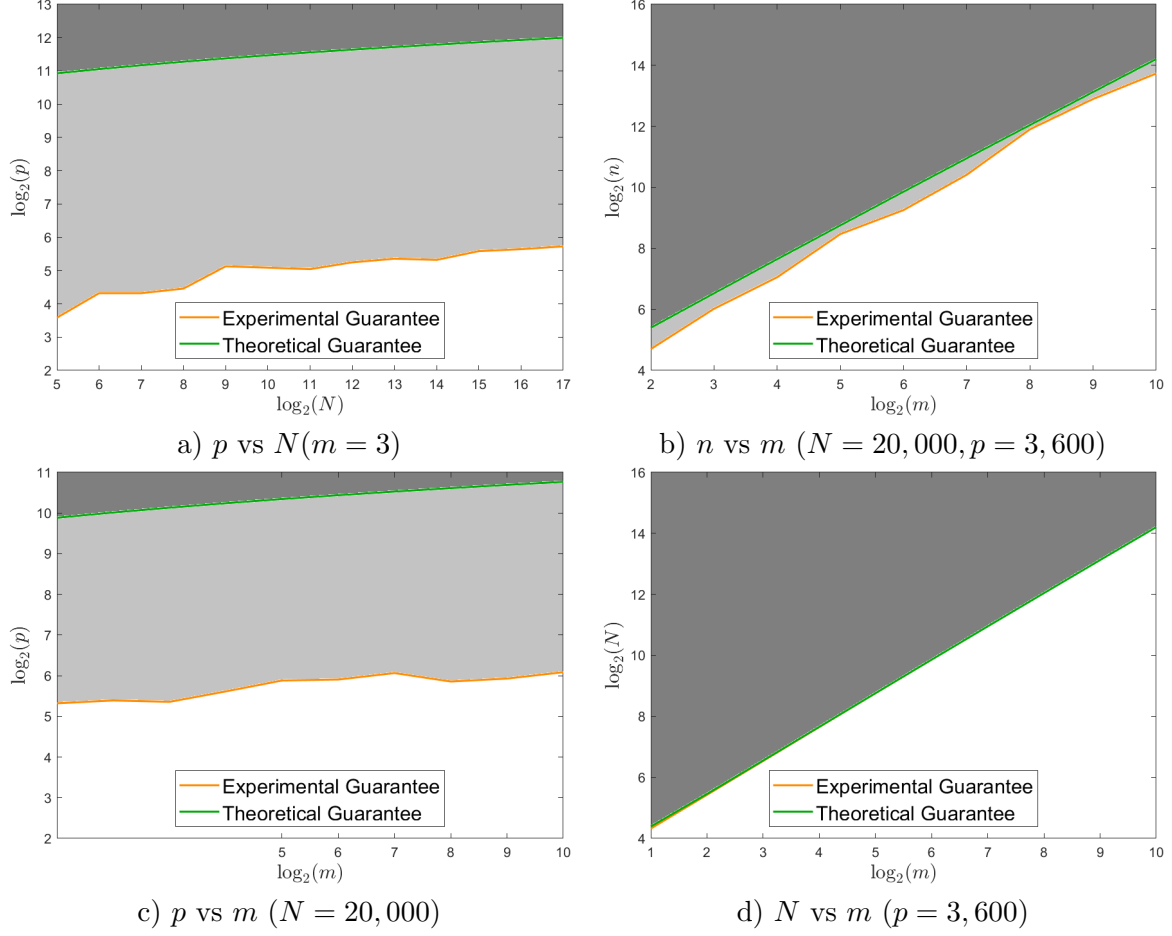 13
12
11
10
9
8
7
6
5
4
3
2
log₂(p)
Experimental Guarantee
Theoretical Guarantee
5 6 7 8 9 10 11 12 13 14 15 16 17
log₂(N)
a) p vs N(m = 3)
16
14
12
10
8
6
4
log₂(n)
Experimental Guarantee
Theoretical Guarantee
2 3 4 5 6 7 8 9 10
log₂(m)
b) n vs m (N = 20,000, p = 3,600)
11
10
9
8
7
6
5
4
3
2
log₂(p)
Experimental Guarantee
Theoretical Guarantee
5 6 7 8 9 10
log₂(m)
c) p vs m (N = 20,000)
16
14
12
10
8
6
4
log₂(N)
Experimental Guarantee
Theoretical Guarantee
1 2 3 4 5 6 7 8 9 10
log₂(m)
d) N vs m (p = 3,600)